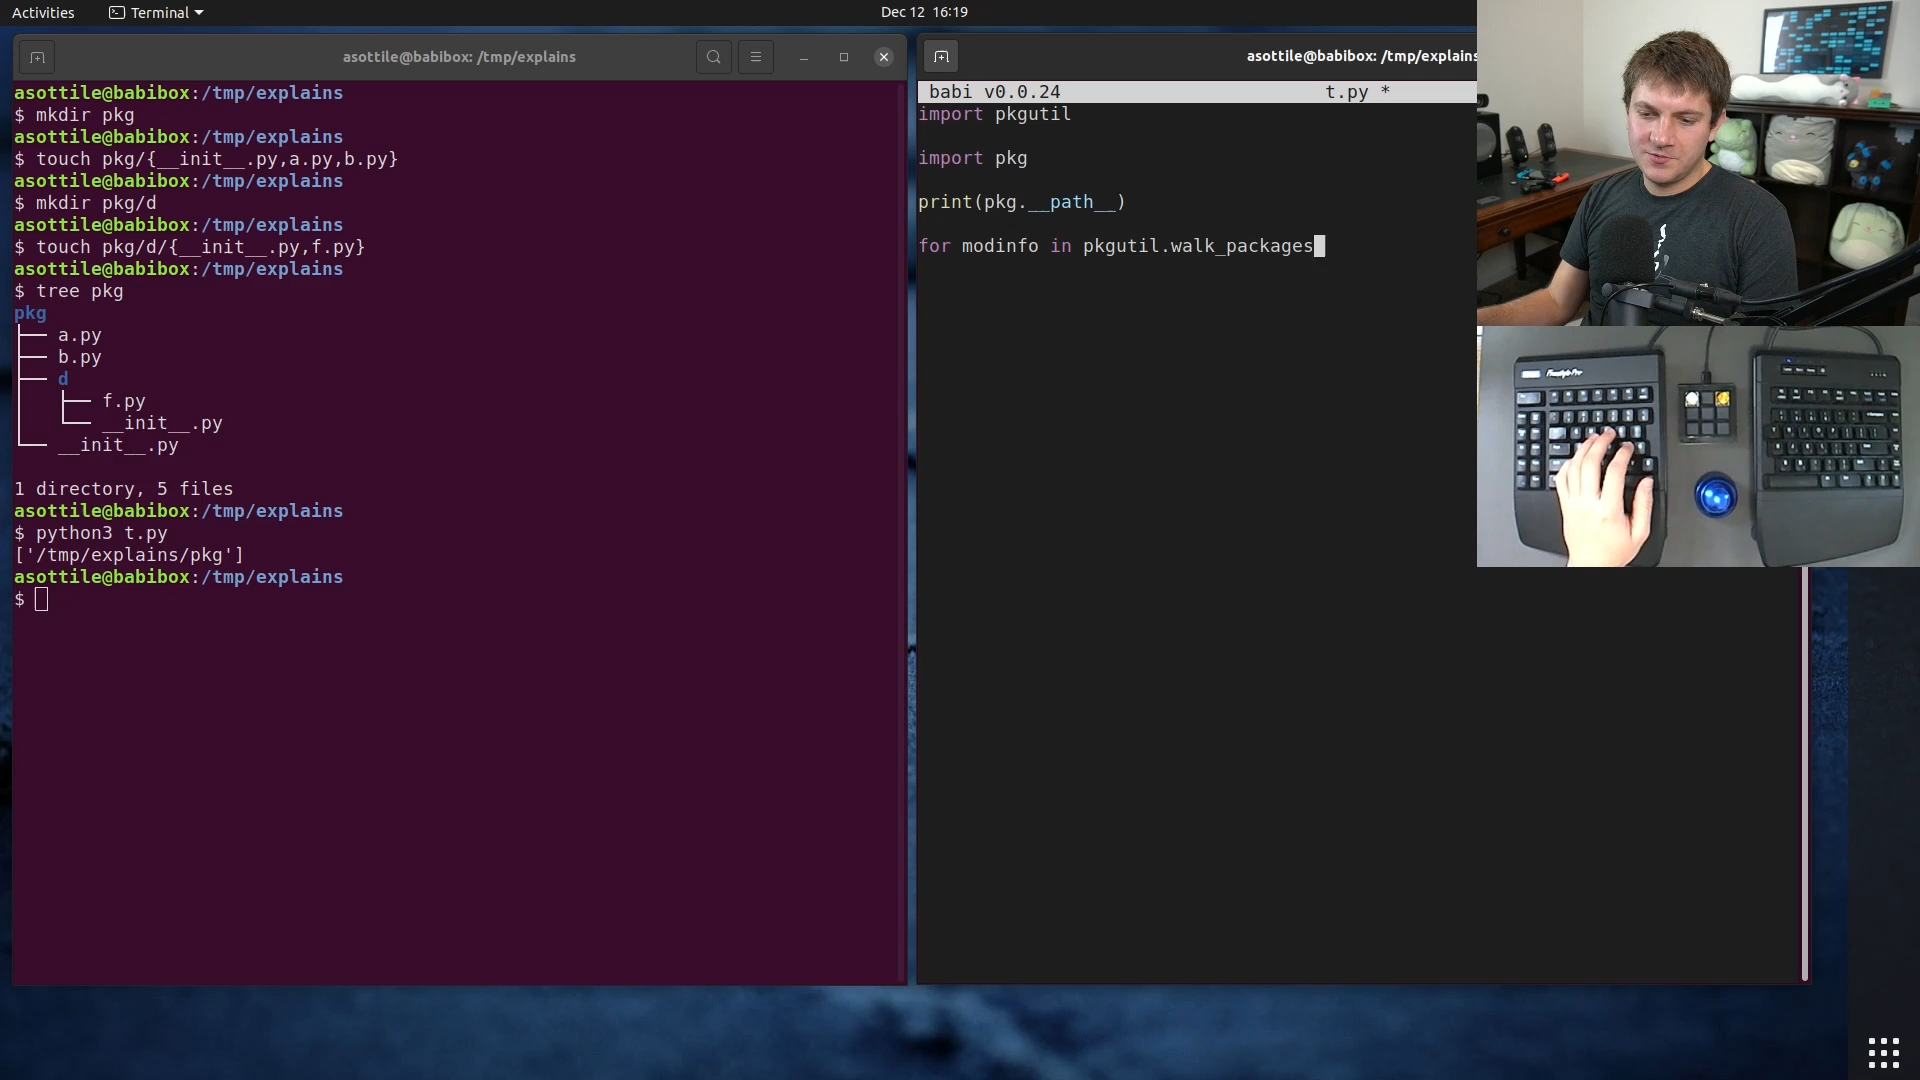 Activities
Terminal
Dec 12 16:19
asottile@babibox: /tmp/explains
asottile@babibox:/tmp/explains
$ mkdir pkg
asottile@babibox:/tmp/explains
$ touch pkg/{__init__.py,a.py,b.py}
asottile@babibox:/tmp/explains
$ mkdir pkg/d
asottile@babibox:/tmp/explains
$ touch pkg/d/{__init__.py,f.py}
asottile@babibox:/tmp/explains
$ tree pkg
pkg
├── a.py
├── b.py
├── d
│   ├── f.py
│   └── __init__.py
└── __init__.py
1 directory, 5 files
asottile@babibox:/tmp/explains
$ python3 t.py
['/tmp/explains/pkg']
asottile@babibox:/tmp/explains
$
asottile@babibox: /tmp/explains
babi v0.0.24 t.py *
import pkgutil
import pkg
print(pkg.__path__)
for modinfo in pkgutil.walk_packages
Freestyle Pro